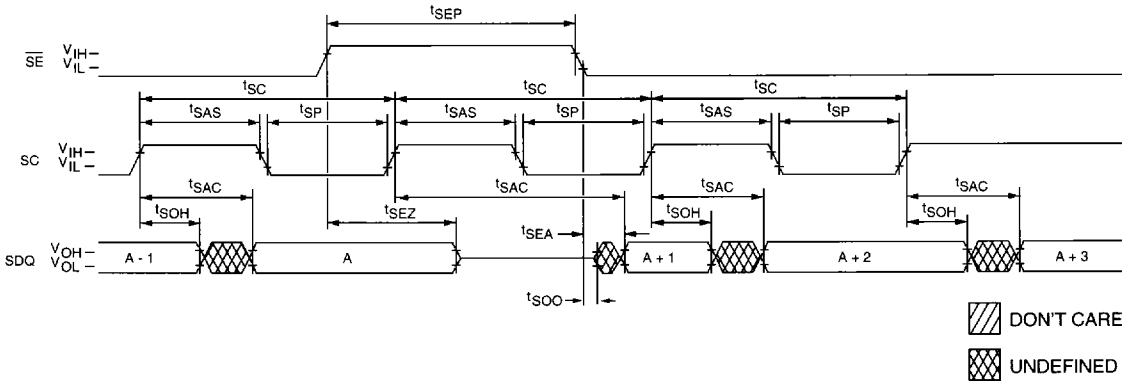 tSEP
SE VIH
VIL
tSC tSC tSC
tSAS tSP tSAS tSP tSAS tSP
SC VIH
VIL
tSAC tSAC tSAC tSAC
tSOH tSEZ tSOH tSOH
tSEA
SDQ VOH
VOL
A - 1 A A + 1 A + 2 A + 3
tSOO
DON'T CARE
UNDEFINED